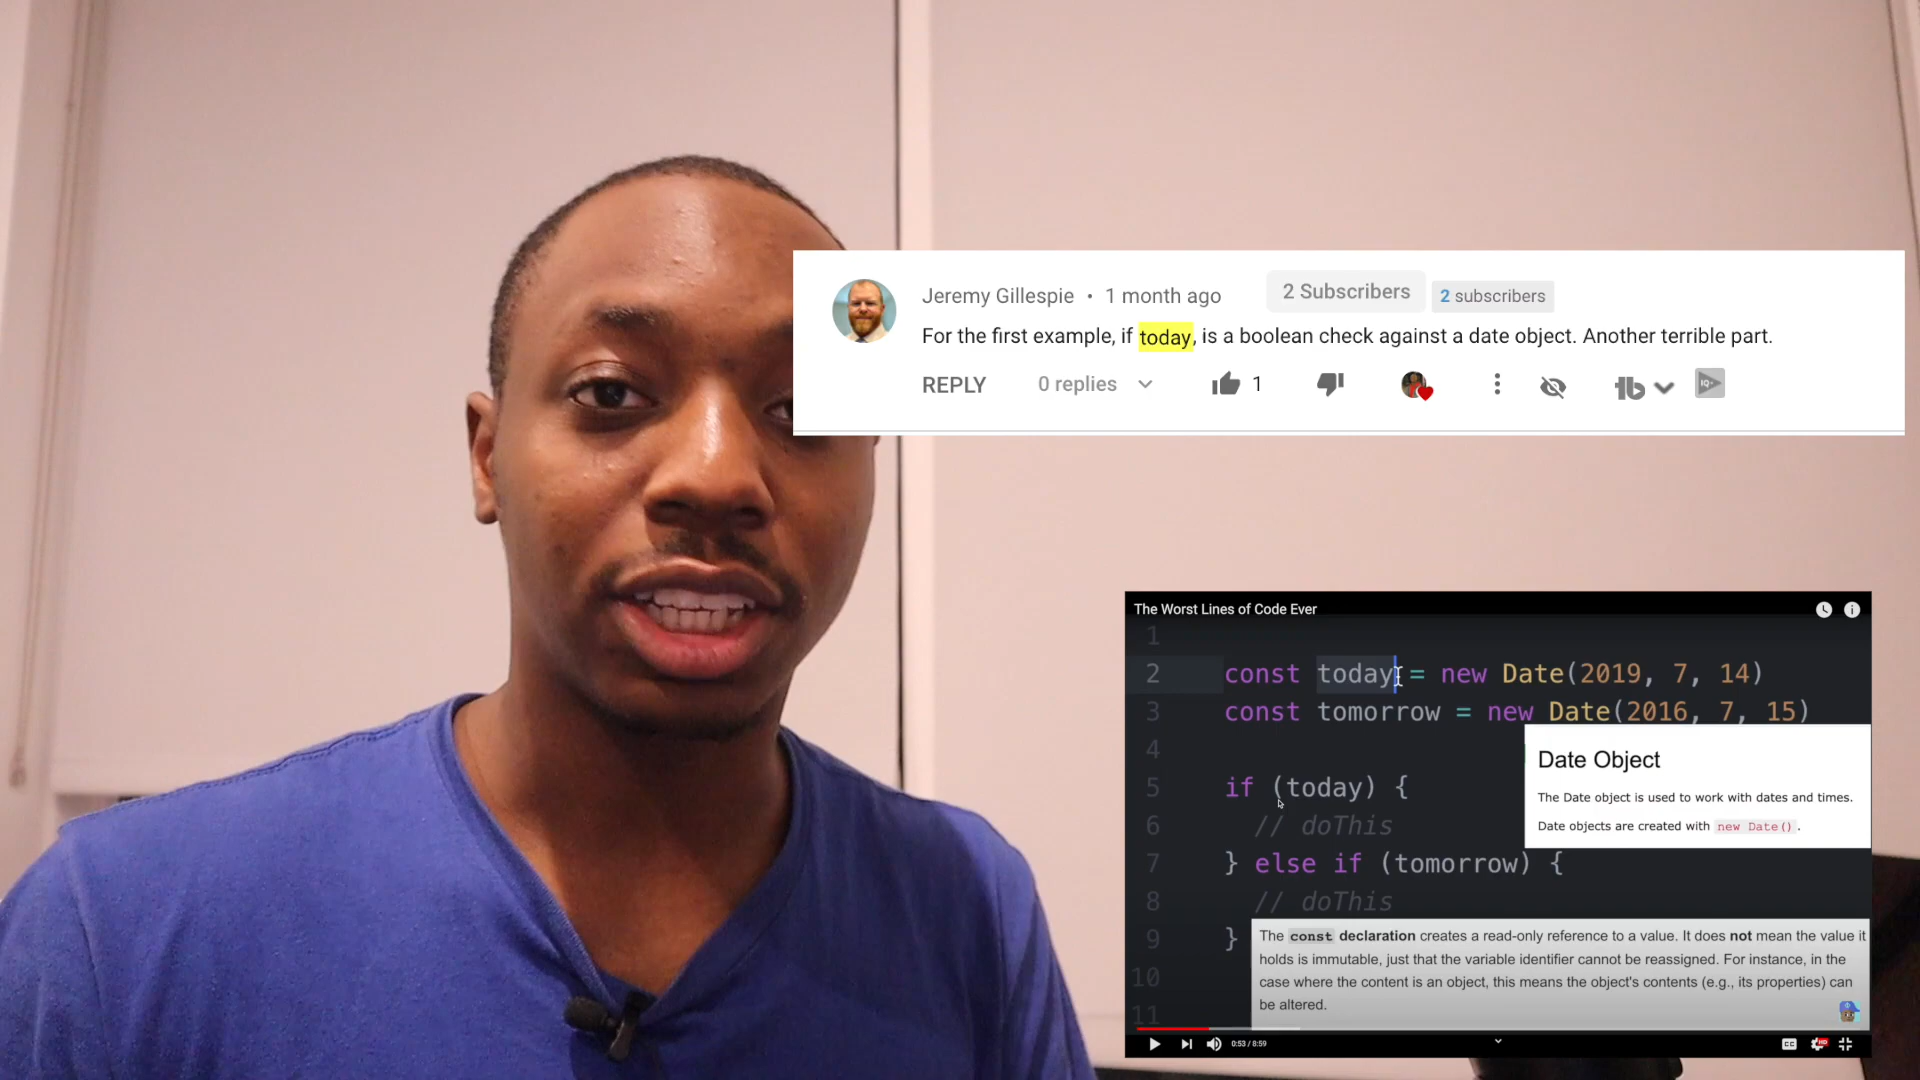 Jeremy Gillespie • 1 month ago 2 Subscribers 2 subscribers
For the first example, if today, is a boolean check against a date object. Another terrible part.
REPLY 0 replies 1
IQ+
The Worst Lines of Code Ever
1
2 const today = new Date(2019, 7, 14)
3 const tomorrow = new Date(2016, 7, 15)
4
5 if (today) {
6 // doThis
7 } else if (tomorrow) {
8 // doThis
9 }
10
11
Date Object
The Date object is used to work with dates and times.
Date objects are created with new Date().
The const declaration creates a read-only reference to a value. It does not mean the value it
holds is immutable, just that the variable identifier cannot be reassigned. For instance, in the
case where the content is an object, this means the object's contents (e.g., its properties) can
be altered.
0:53 / 8:59
CC HD